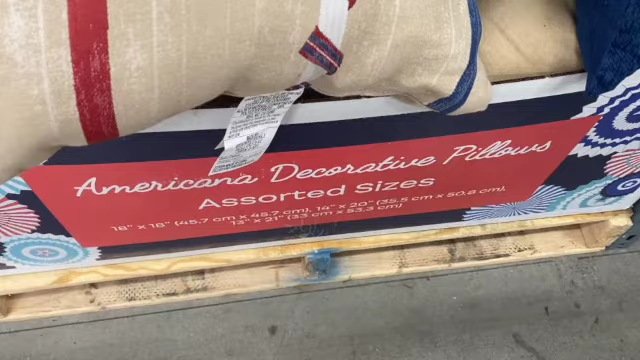 Americana Decorative Pillows
Assorted Sizes
18" x 18" (45.7 cm x 45.7 cm), 14" x 20" (35.5 cm x 50.8 cm),
13" x 21" (33 cm x 53.3 cm)